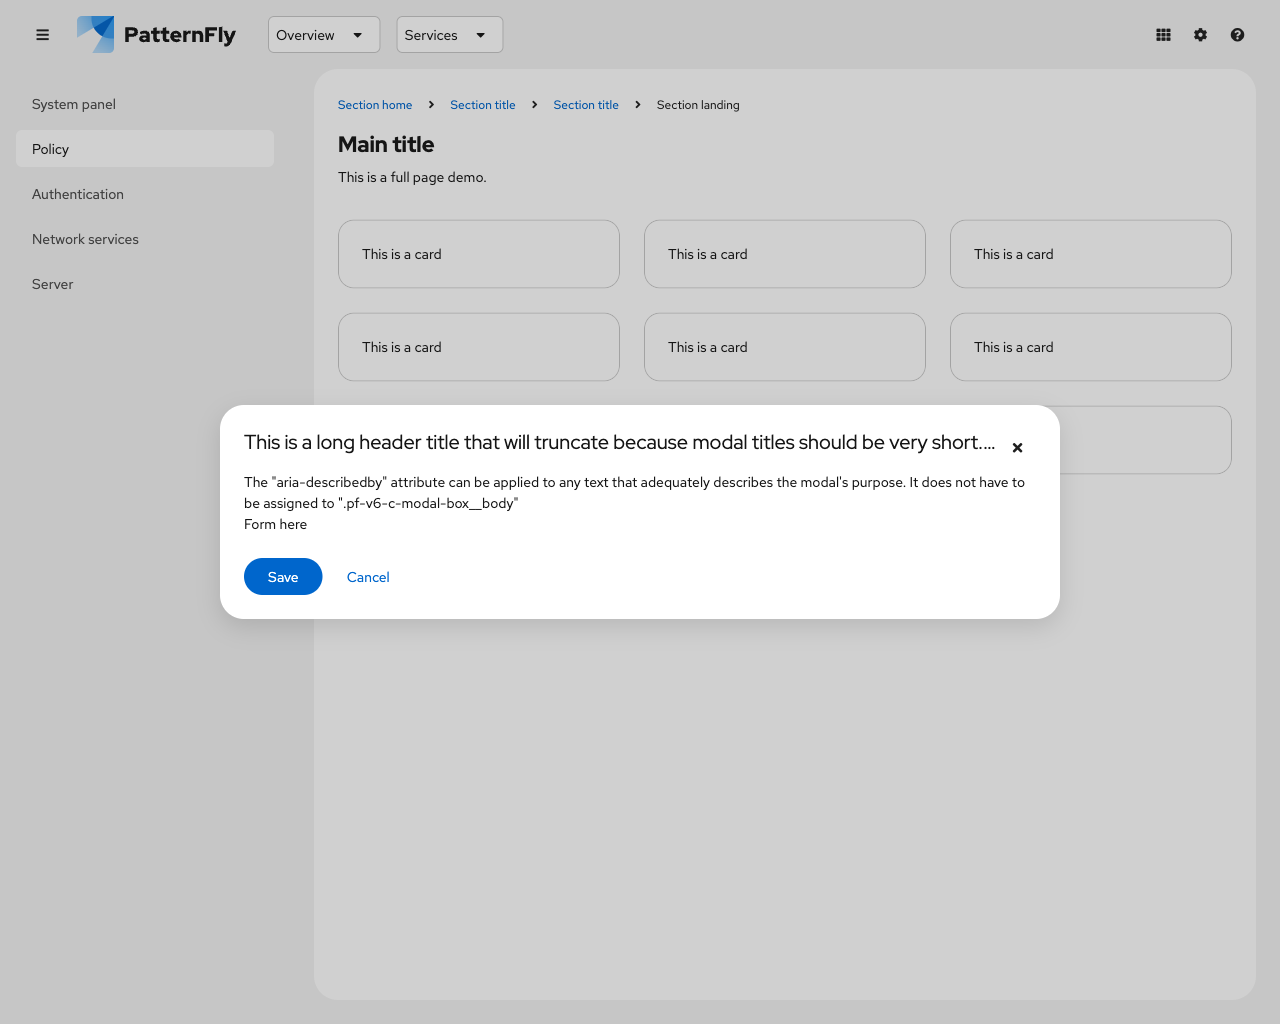 PatternFly
Overview
Services
System panel
Policy
Authentication
Network services
Server
Section home
Section title
Section title
Section landing
Main title
This is a full page demo.
This is a card
This is a card
This is a card
This is a card
This is a card
This is a card
This is a long header title that will truncate because modal titles should be very short....
The "aria-describedby" attribute can be applied to any text that adequately describes the modal's purpose. It does not have to
be assigned to ".pf-v6-c-modal-box__body"
Form here
Save
Cancel